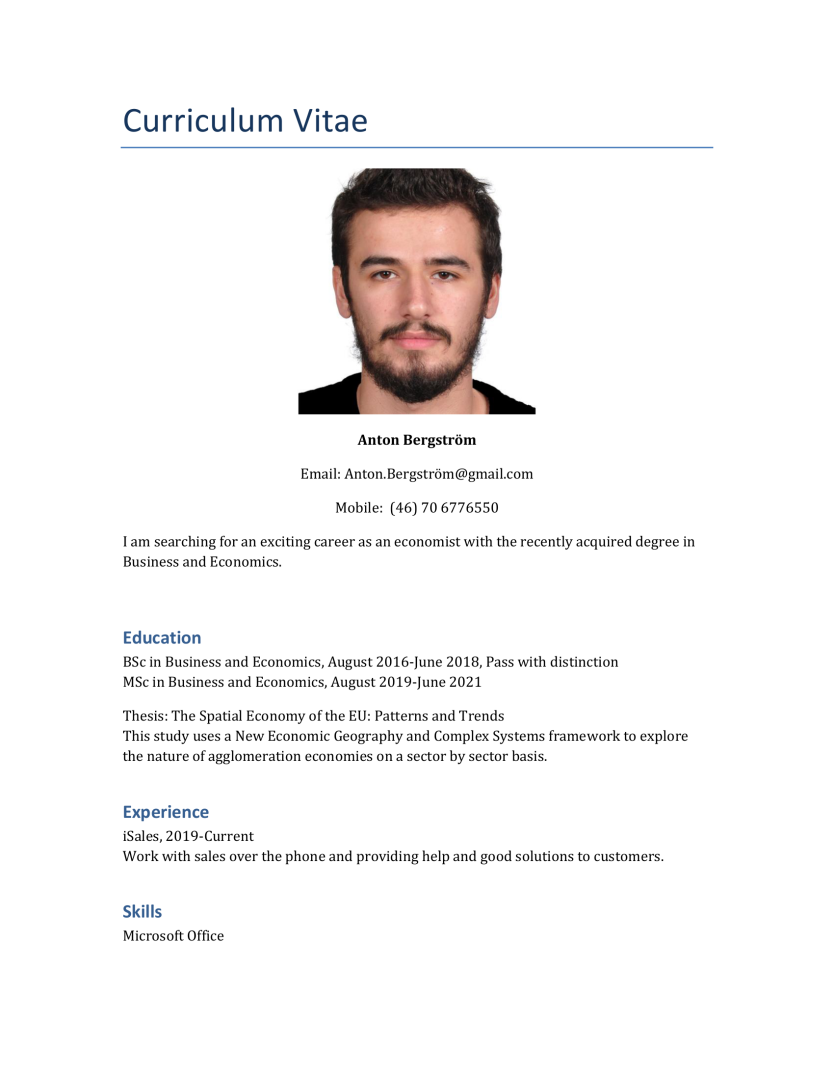 Curriculum Vitae
Anton Bergström
Email: Anton.Bergström@gmail.com
Mobile:  (46) 70 6776550
I am searching for an exciting career as an economist with the recently acquired degree in
Business and Economics.
Education
BSc in Business and Economics, August 2016-June 2018, Pass with distinction
MSc in Business and Economics, August 2019-June 2021
Thesis: The Spatial Economy of the EU: Patterns and Trends
This study uses a New Economic Geography and Complex Systems framework to explore
the nature of agglomeration economies on a sector by sector basis.
Experience
iSales, 2019-Current
Work with sales over the phone and providing help and good solutions to customers.
Skills
Microsoft Office